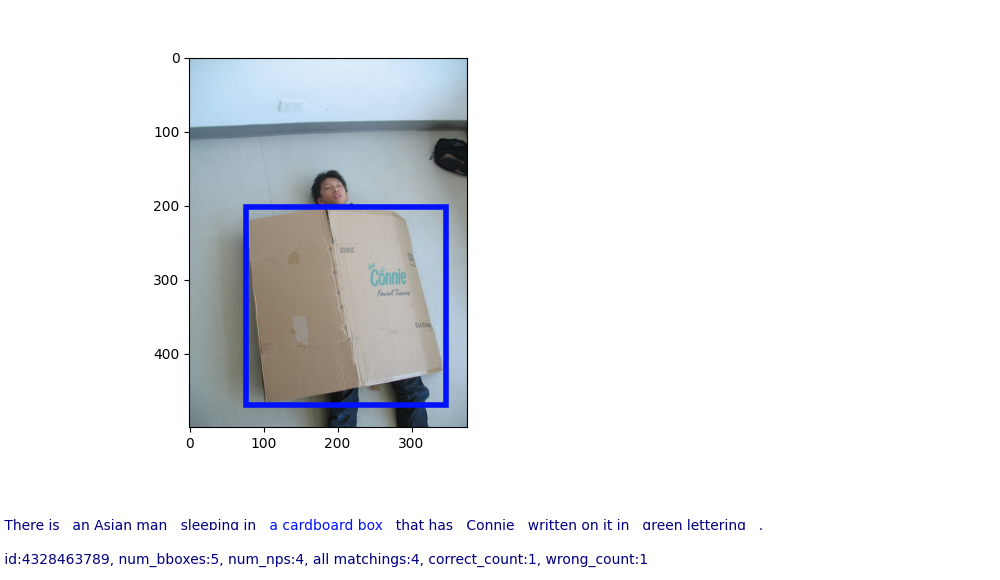 0
100
200
300
400
0 100 200 300
Connie
Facial Tissues
There is an Asian man sleeping in a cardboard box that has Connie written on it in green lettering .
id:4328463789, num_bboxes:5, num_nps:4, all matchings:4, correct_count:1, wrong_count:1